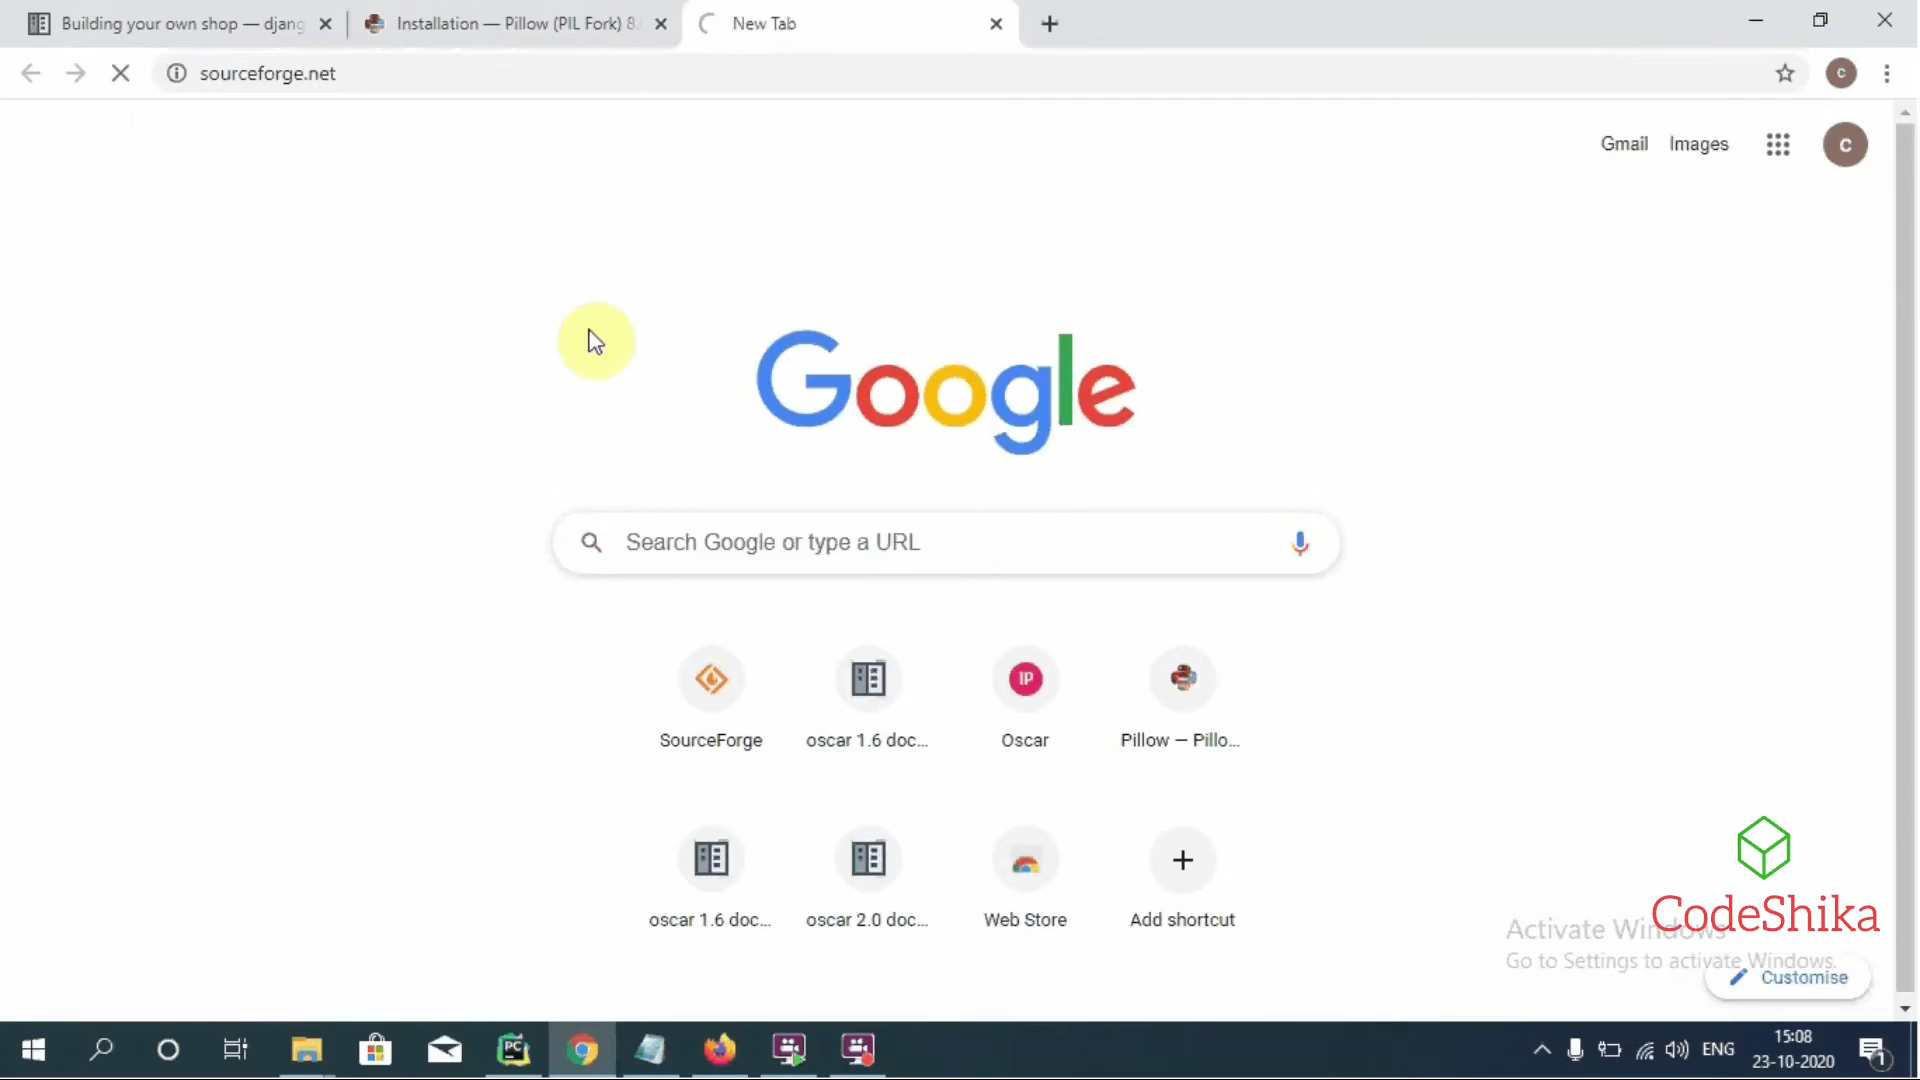 Building your own shop — djang
Installation — Pillow (PIL Fork) 8.
New Tab
sourceforge.net
C
Gmail
Images
C
Google
Search Google or type a URL
IP
SourceForge
oscar 1.6 doc...
Oscar
Pillow — Pillo...
oscar 1.6 doc...
oscar 2.0 doc...
Web Store
Add shortcut
CodeShika
Activate Windows
Go to Settings to activate Windows.
Customise
PC
ENG
15:08
23-10-2020
1